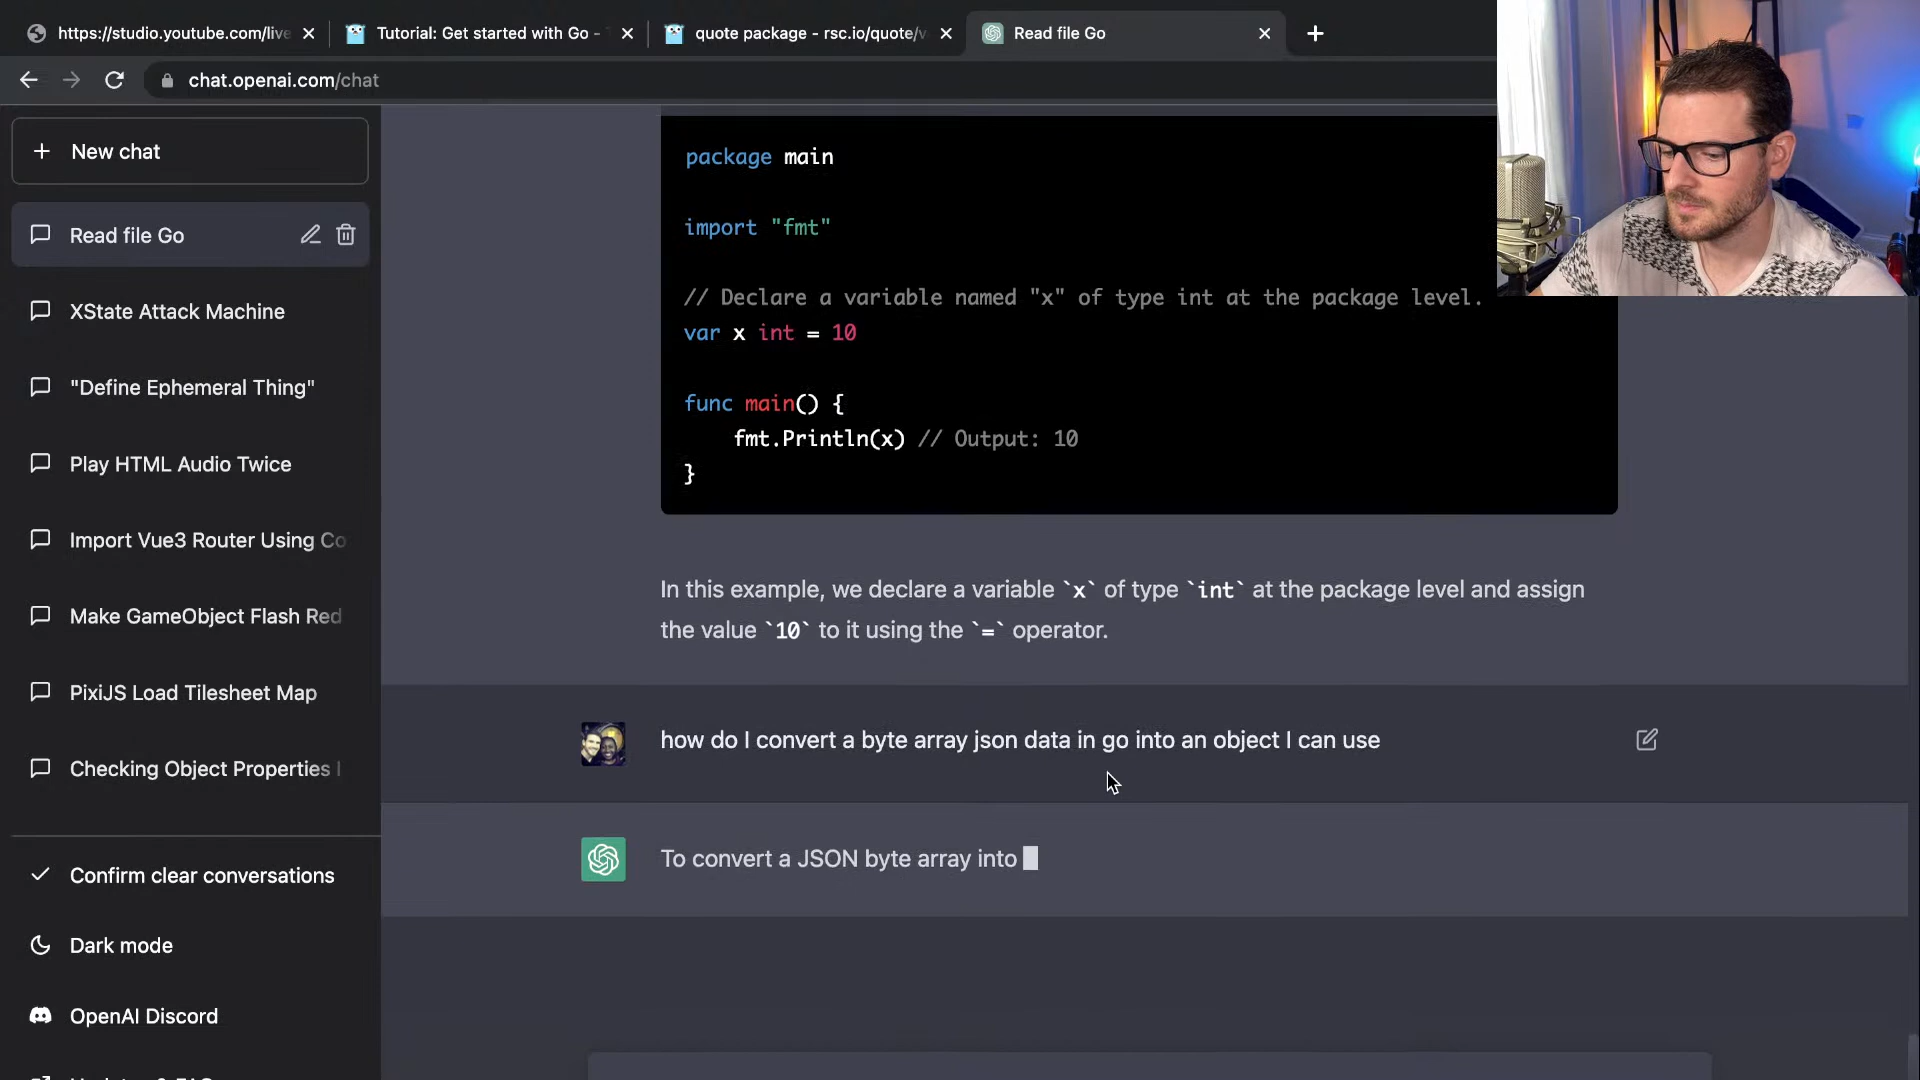 https://studio.youtube.com/live
Tutorial: Get started with Go -
quote package - rsc.io/quote/v
Read file Go
chat.openai.com/chat
New chat
Read file Go
XState Attack Machine
"Define Ephemeral Thing"
Play HTML Audio Twice
Import Vue3 Router Using Co
Make GameObject Flash Red
PixiJS Load Tilesheet Map
Checking Object Properties
Confirm clear conversations
Dark mode
OpenAI Discord
package main
import "fmt"
// Declare a variable named "x" of type int at the package level.
var x int = 10
func main() {
fmt.Println(x) // Output: 10
}
In this example, we declare a variable `x` of type `int` at the package level and assign
the value `10` to it using the `=` operator.
how do I convert a byte array json data in go into an object I can use
To convert a JSON byte array into